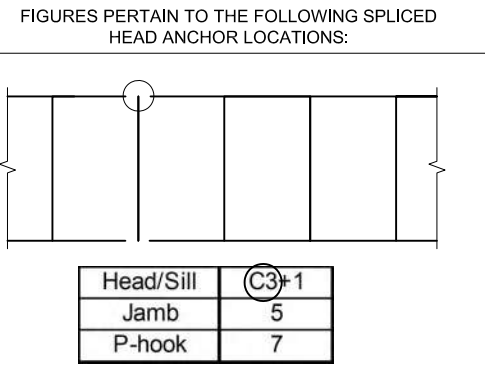 FIGURES PERTAIN TO THE FOLLOWING SPLICED
HEAD ANCHOR LOCATIONS:
Head/Sill C3+1
Jamb 5
P-hook 7